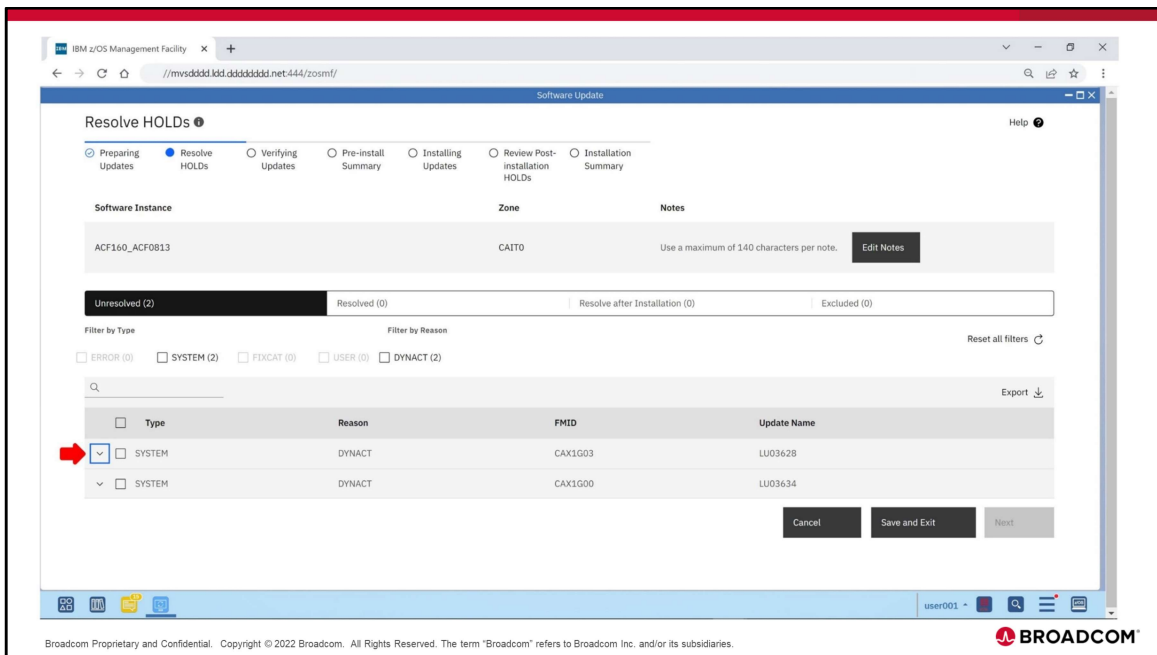 IBM z/OS Management Facility
//mvsdddd.ldd.dddddddd.net:444/zosmf/
Software Update
Resolve HOLDs
Help
Preparing Updates
Resolve HOLDs
Verifying Updates
Pre-install Summary
Installing Updates
Review Post-installation HOLDs
Installation Summary
Software Instance Zone Notes
ACF160_ACF0813 CAIT0 Use a maximum of 140 characters per note. Edit Notes
Unresolved (2) Resolved (0) Resolve after Installation (0) Excluded (0)
Filter by Type Filter by Reason
Reset all filters
ERROR (0) SYSTEM (2) FIXCAT (0) USER (0) DYNACT (2)
Export
Type Reason FMID Update Name
SYSTEM DYNACT CAX1G03 LU03628
SYSTEM DYNACT CAX1G00 LU03634
Cancel Save and Exit Next
user001
Broadcom Proprietary and Confidential. Copyright © 2022 Broadcom. All Rights Reserved. The term "Broadcom" refers to Broadcom Inc. and/or its subsidiaries.
BROADCOM®